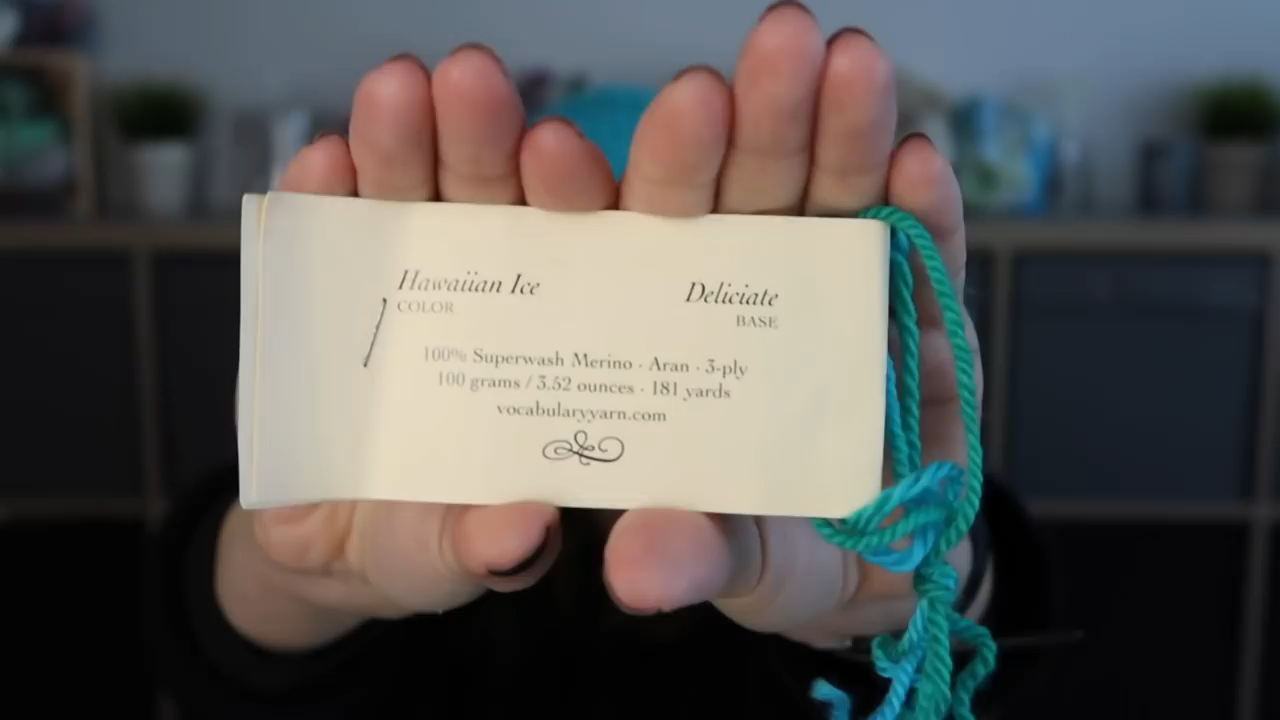 Hawaiian Ice Deliciate
COLOR BASE
100% Superwash Merino · Aran · 3-ply
100 grams / 3.52 ounces · 181 yards
vocabularyyarn.com